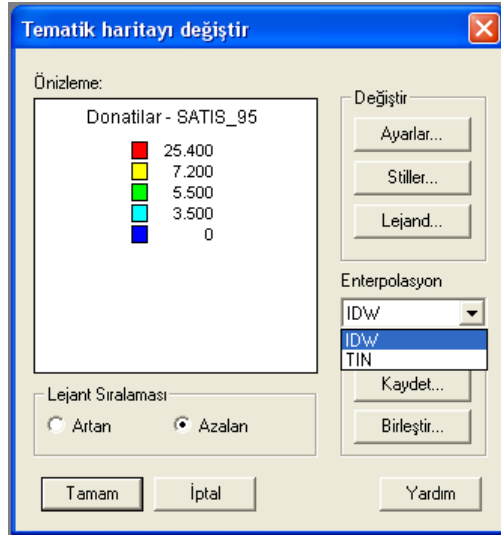 Tematik haritayı değiştir
Önizleme:
Donatilar - SATIS_95
25.400
7.200
5.500
3.500
0
Değiştir
Ayarlar...
Stiller...
Lejand...
Enterpolasyon
IDW
IDW
TIN
Kaydet...
Birleştir...
Lejant Sıralaması
Artan
Azalan
Tamam
İptal
Yardım